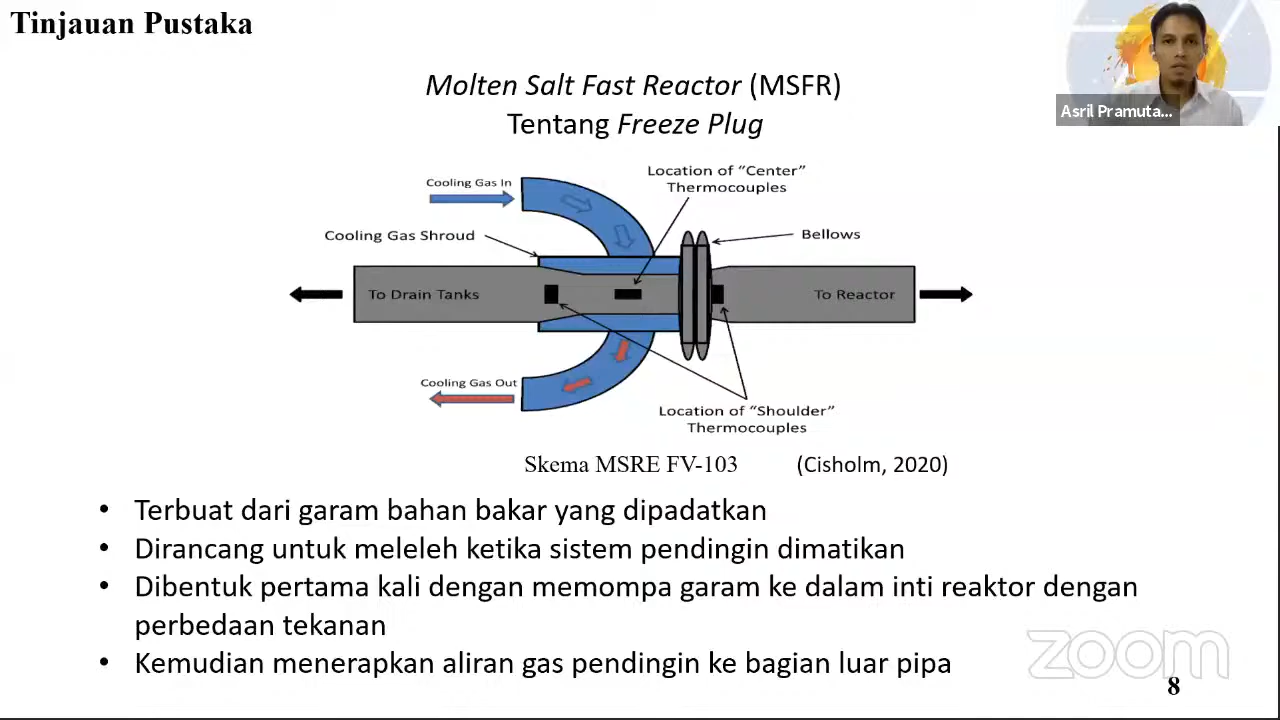 Tinjauan Pustaka
Asril Pramuta...
Molten Salt Fast Reactor (MSFR)
Tentang Freeze Plug
Location of “Center”
Thermocouples
Cooling Gas In
Cooling Gas Shroud
Bellows
To Drain Tanks
To Reactor
Cooling Gas Out
Location of “Shoulder”
Thermocouples
Skema MSRE FV-103 (Cisholm, 2020)
• Terbuat dari garam bahan bakar yang dipadatkan
• Dirancang untuk meleleh ketika sistem pendingin dimatikan
• Dibentuk pertama kali dengan memompa garam ke dalam inti reaktor dengan
perbedaan tekanan
• Kemudian menerapkan aliran gas pendingin ke bagian luar pipa
zoom
8